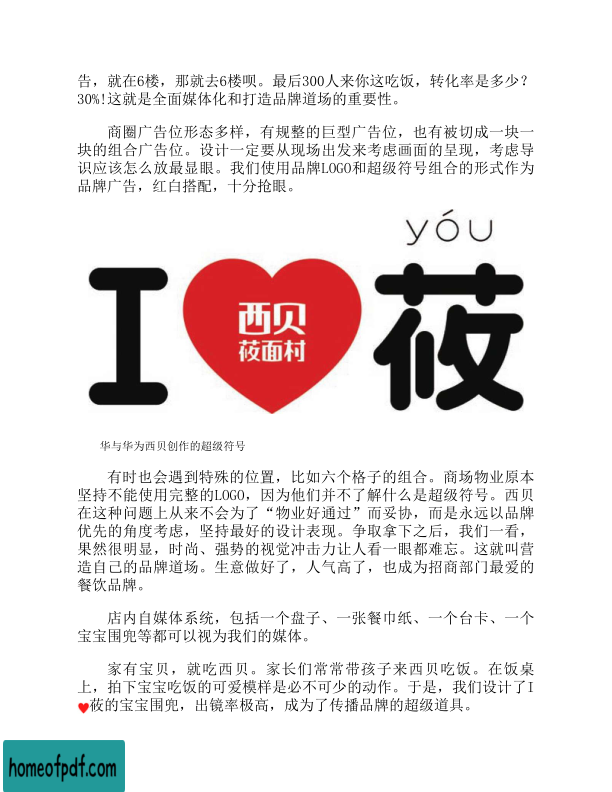 告，就在6楼，那就去6楼呗。最后300人来你这吃饭，转化率是多少？
30%!这就是全面媒体化和打造品牌道场的重要性。
商圈广告位形态多样，有规整的巨型广告位，也有被切成一块一
块的组合广告位。设计一定要从现场出发来考虑画面的呈现，考虑导
识应该怎么放最显眼。我们使用品牌LOGO和超级符号组合的形式作为
品牌广告，红白搭配，十分抢眼。
yóu
I ♥ 莜
西贝
莜面村
华与华为西贝创作的超级符号
有时也会遇到特殊的位置，比如六个格子的组合。商场物业原本
坚持不能使用完整的LOGO，因为他们并不了解什么是超级符号。西贝
在这种问题上从来不会为了“物业好通过”而妥协，而是永远以品牌
优先的角度考虑，坚持最好的设计表现。争取拿下之后，我们一看，
果然很明显，时尚、强势的视觉冲击力让人看一眼都难忘。这就叫营
造自己的品牌道场。生意做好了，人气高了，也成为招商部门最爱的
餐饮品牌。
店内自媒体系统，包括一个盘子、一张餐巾纸、一个台卡、一个
宝宝围兜等都可以视为我们的媒体。
家有宝贝，就吃西贝。家长们常常带孩子来西贝吃饭。在饭桌
上，拍下宝宝吃饭的可爱模样是必不可少的动作。于是，我们设计了I
♥莜的宝宝围兜，出镜率极高，成为了传播品牌的超级道具。
homeofpdf.com